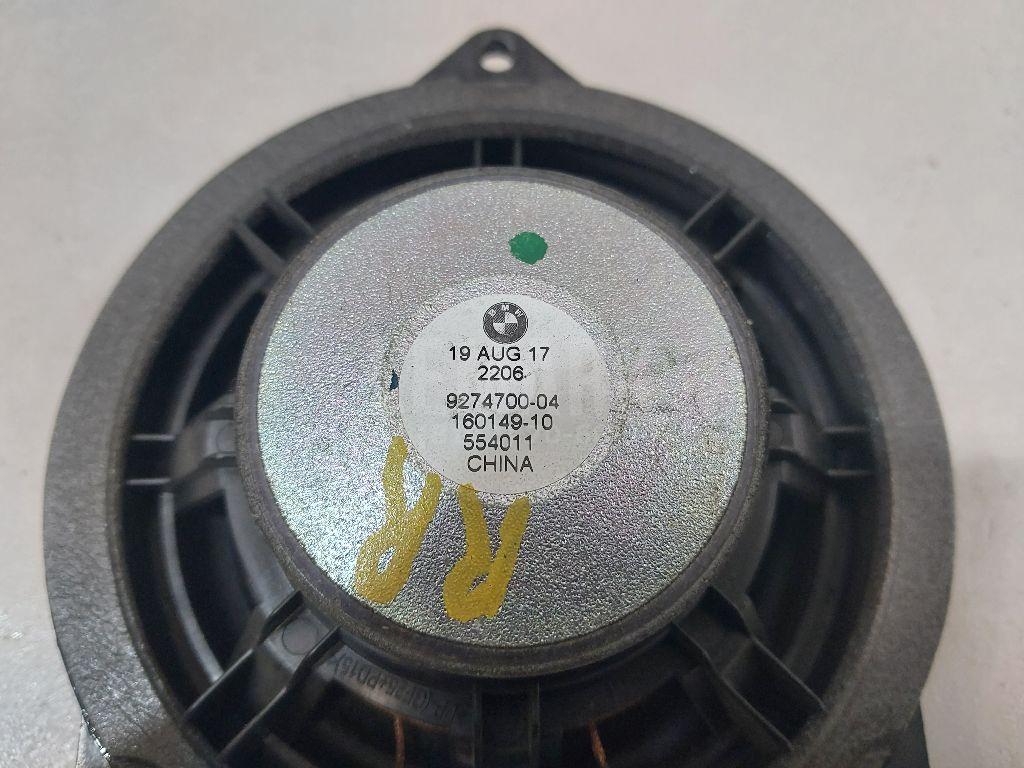 BMW
19 AUG 17
2206
9274700-04
160149-10
554011
CHINA
RR